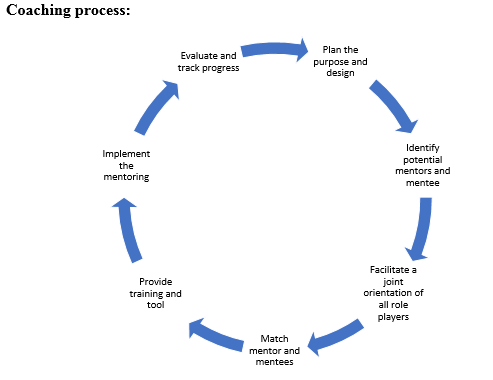 Coaching process:
Plan the
purpose and
design
Identify
potential
mentors and
mentee
Facilitate a
joint
orientation of
all role
players
Match
mentor and
mentees
Provide
training and
tool
Implement
the
mentoring
Evaluate and
track progress